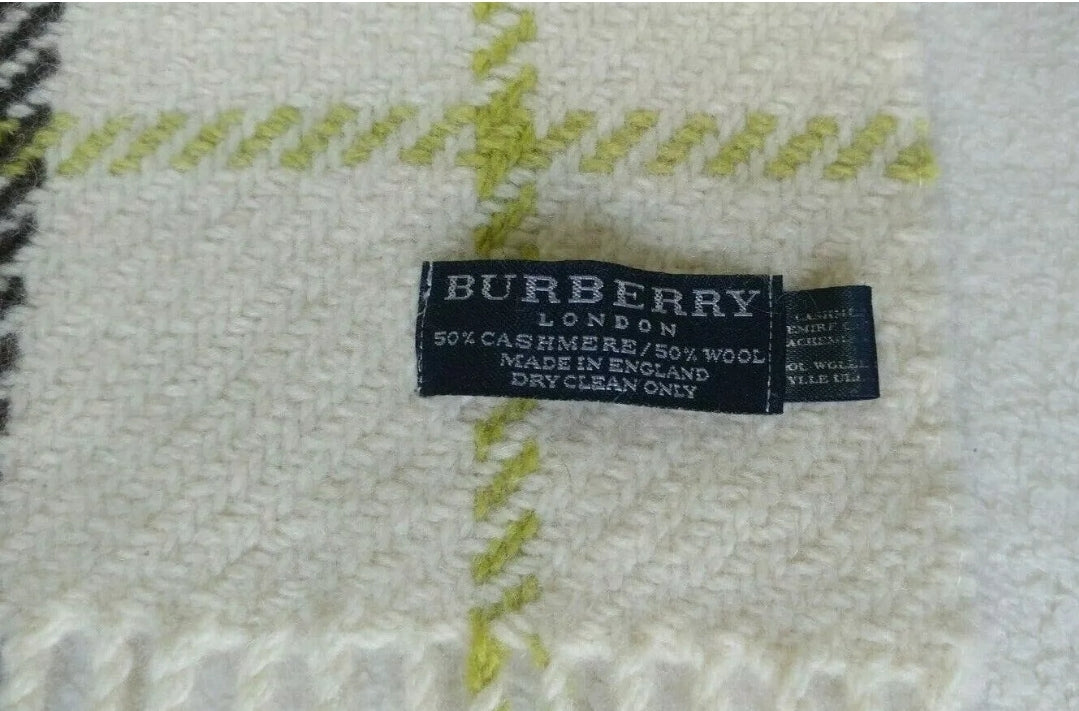 BURBERRY
LONDON
50% CASHMERE/50% WOOL
MADE IN ENGLAND
DRY CLEAN ONLY